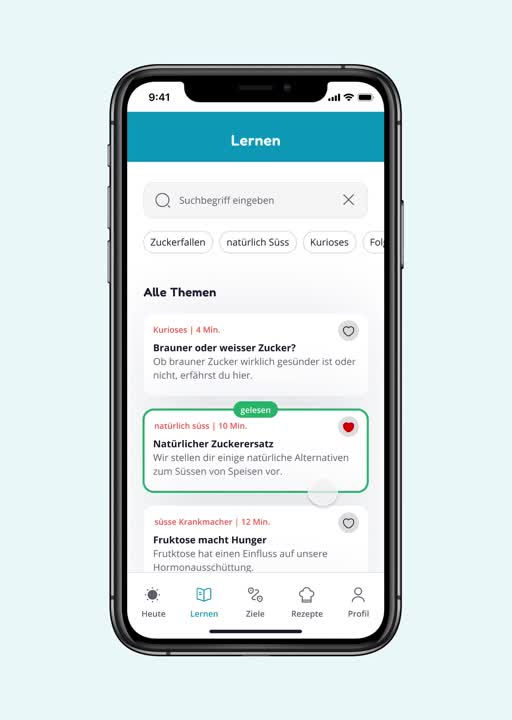 9:41
Lernen
Suchbegriff eingeben
Zuckerfallen
natürlich Süss
Kurioses
Alle Themen
Kurioses | 4 Min.
Brauner oder weisser Zucker?
Ob brauner Zucker wirklich gesünder ist oder
nicht, erfährst du hier.
gelesen
natürlich süss | 10 Min.
Natürlicher Zuckerersatz
Wir stellen dir einige natürliche Alternativen
zum Süssen von Speisen vor.
süsse Krankmacher | 12 Min.
Fruktose macht Hunger
Frutktose hat einen Einfluss auf unsere
Hormonausschüttung.
Heute
Lernen
Ziele
Rezepte
Profil